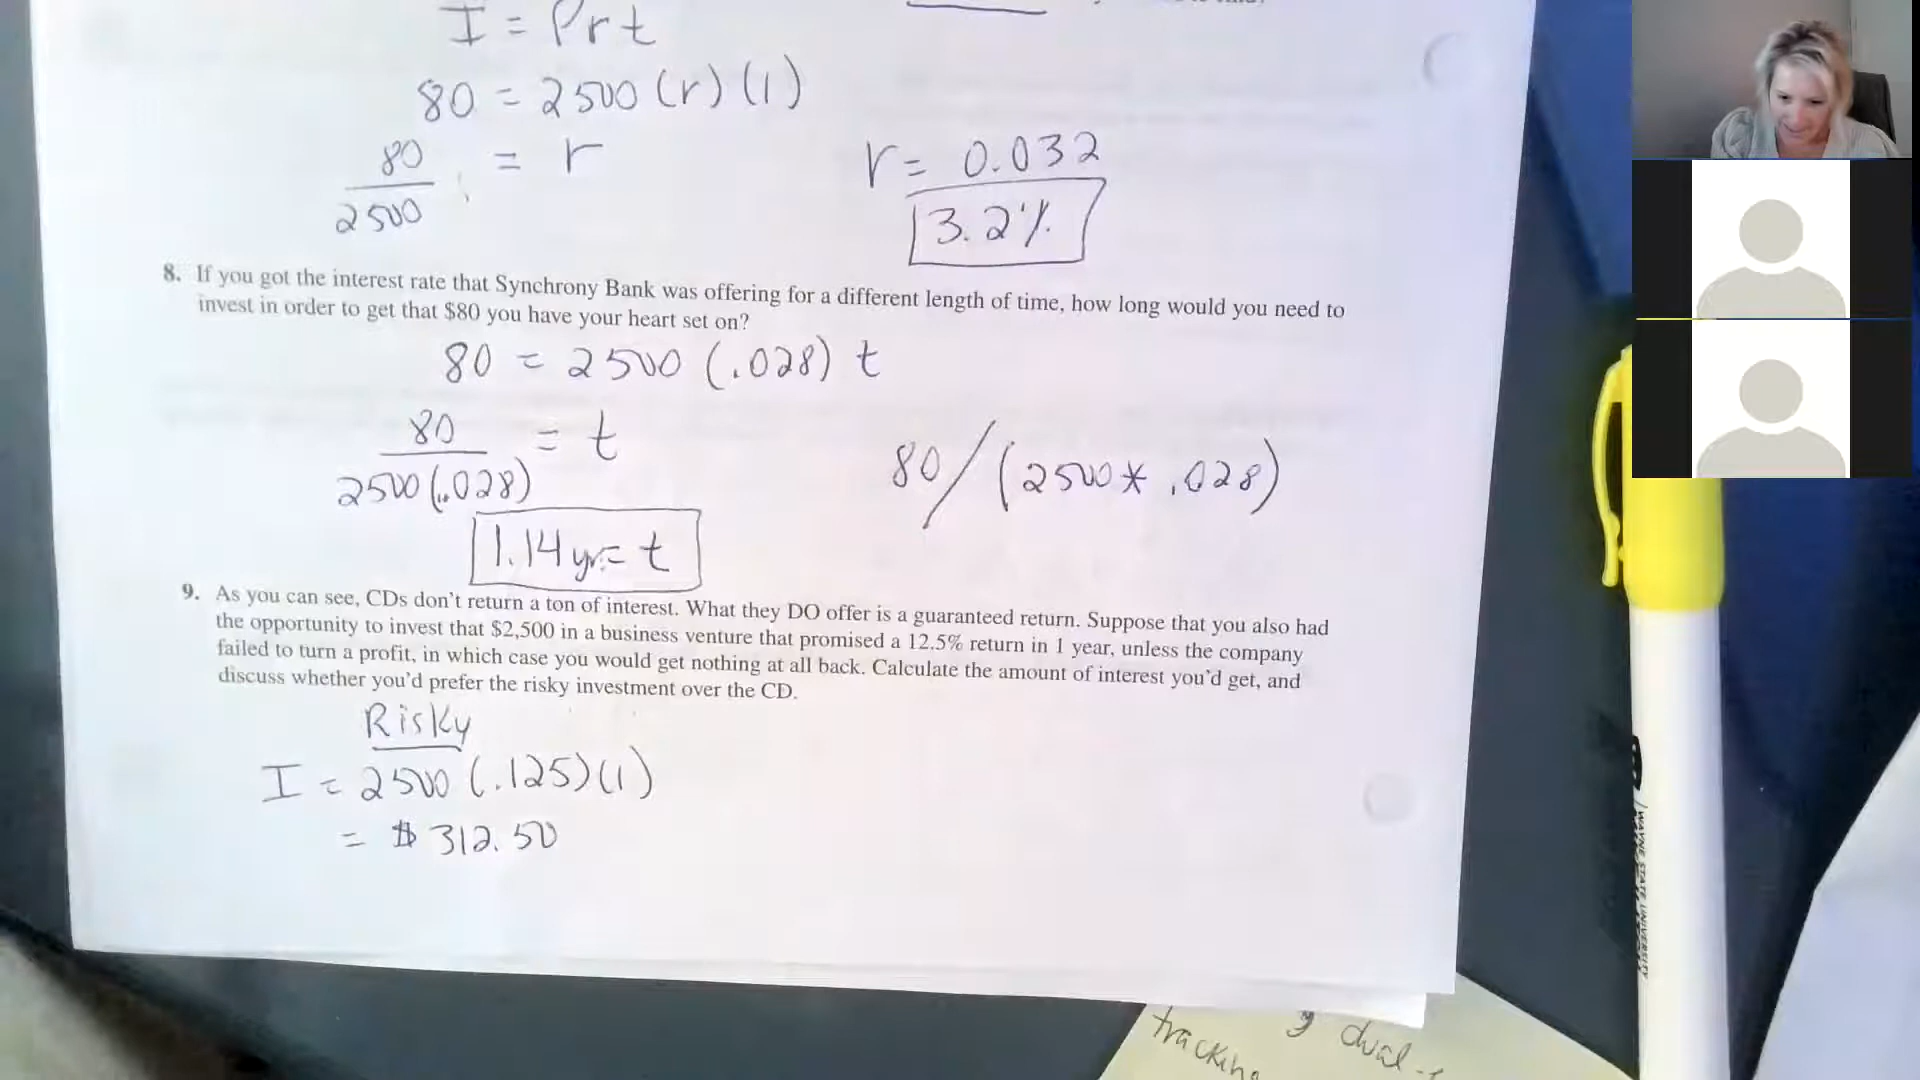 I = Prt
80 = 2500 (r) (1)
80 / 2500 = r
r = 0.032
3.2%
8. If you got the interest rate that Synchrony Bank was offering for a different length of time, how long would you need to
invest in order to get that $80 you have your heart set on?
80 = 2500 (.028) t
80 / 2500 (.028) = t
80 / (2500 * .028)
1.14 yr = t
9. As you can see, CDs don't return a ton of interest. What they DO offer is a guaranteed return. Suppose that you also had
the opportunity to invest that $2,500 in a business venture that promised a 12.5% return in 1 year, unless the company
failed to turn a profit, in which case you would get nothing at all back. Calculate the amount of interest you'd get, and
discuss whether you'd prefer the risky investment over the CD.
Risky
I = 2500 (.125)(1)
= $ 312.50
WAYNE STATE UNIVERSITY
dual
tracking